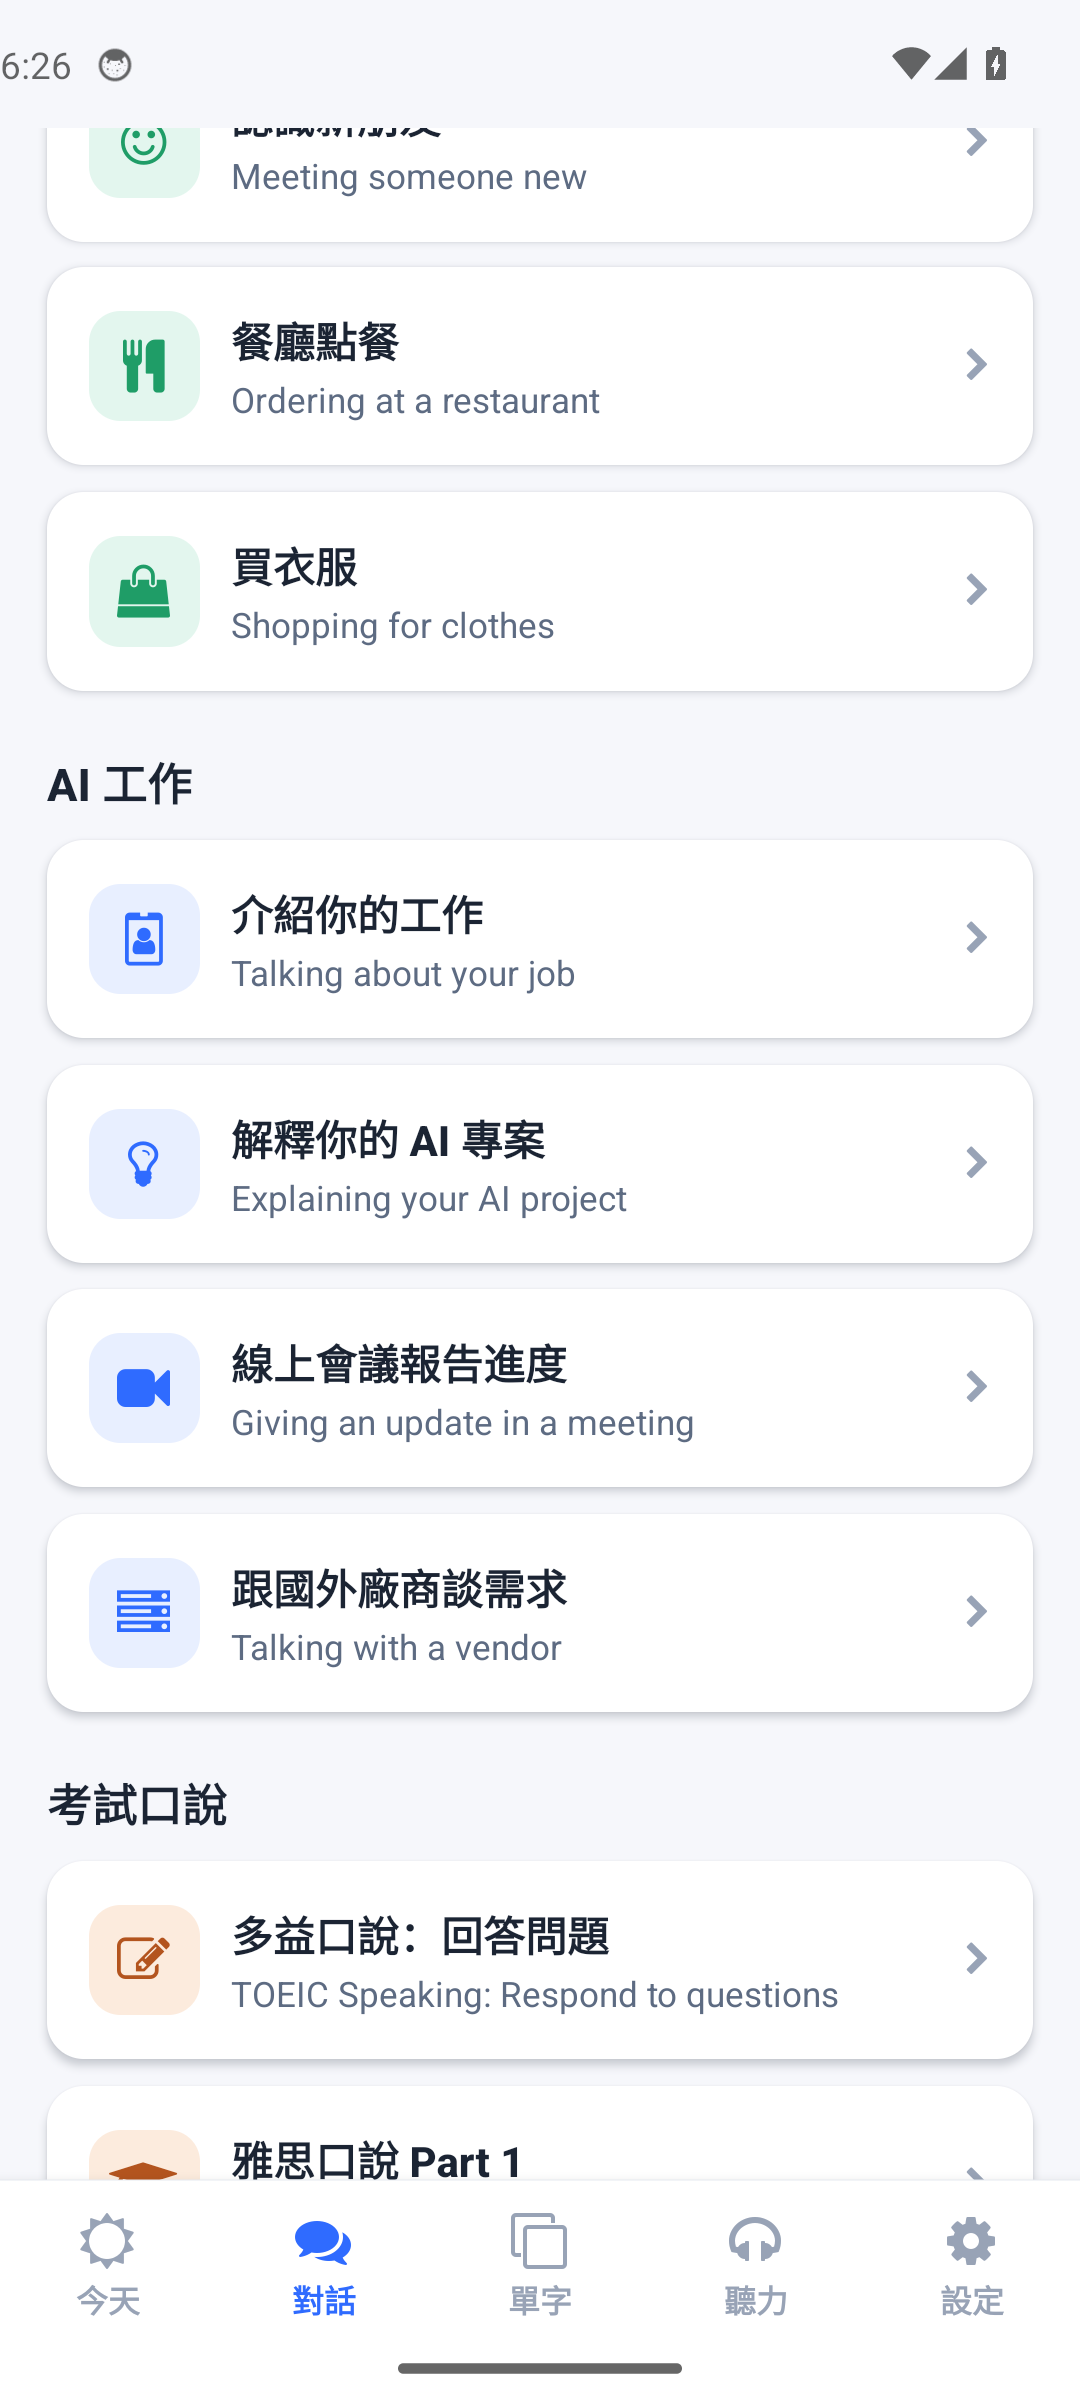 6:26
Meeting someone new
餐廳點餐
Ordering at a restaurant
買衣服
Shopping for clothes
AI 工作
介紹你的工作
Talking about your job
解釋你的 AI 專案
Explaining your AI project
線上會議報告進度
Giving an update in a meeting
跟國外廠商談需求
Talking with a vendor
考試口說
多益口說：回答問題
TOEIC Speaking: Respond to questions
雅思口說 Part 1
今天
對話
單字
聽力
設定